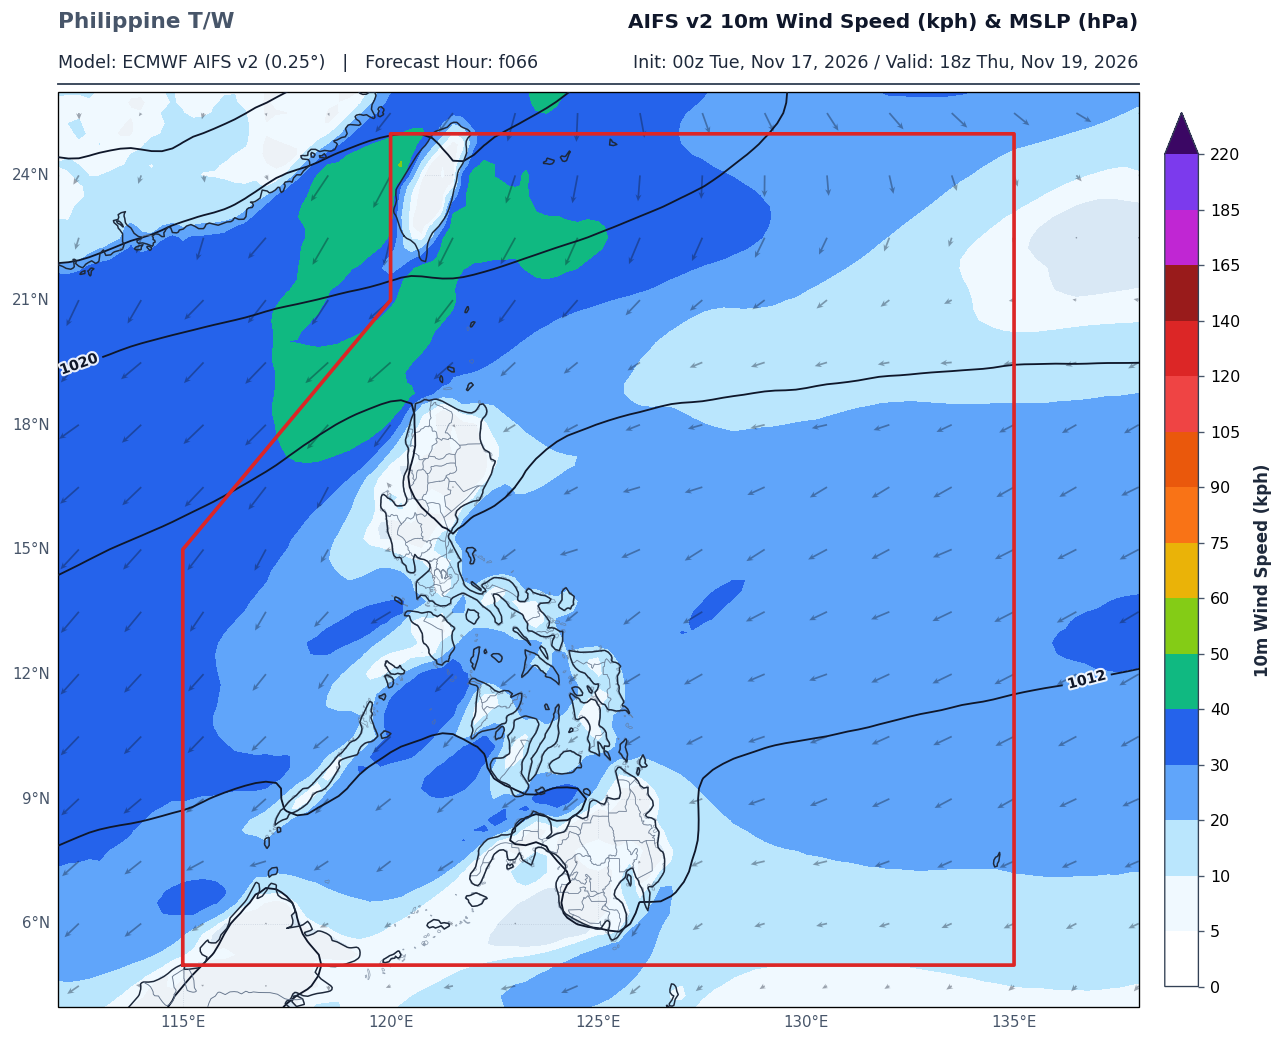 Philippine T/W
AIFS v2 10m Wind Speed (kph) & MSLP (hPa)
Model: ECMWF AIFS v2 (0.25°) | Forecast Hour: f066
Init: 00z Tue, Nov 17, 2026 / Valid: 18z Thu, Nov 19, 2026
24°N
21°N
18°N
15°N
12°N
9°N
6°N
1020
1012
115°E
120°E
125°E
130°E
135°E
220
185
165
140
120
105
90
75
60
50
40
30
20
10
5
0
10m Wind Speed (kph)